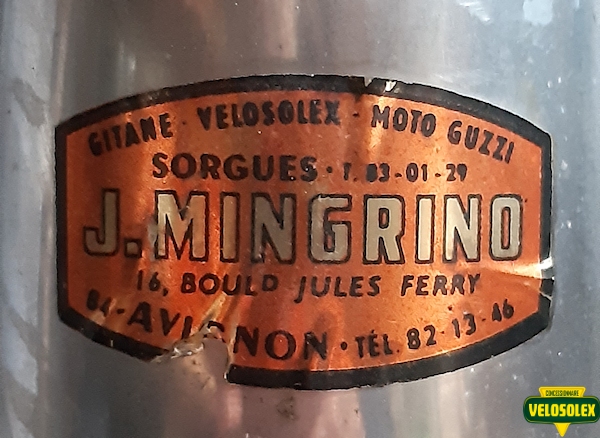 GITANE - VELOSOLEX - MOTO GUZZI
SORGUES · T. 83-01-29
J. MINGRINO
16, BOULD JULES FERRY
84-AVIGNON · TÉL. 82-13-46
CONCESSIONNAIRE
VELOSOLEX